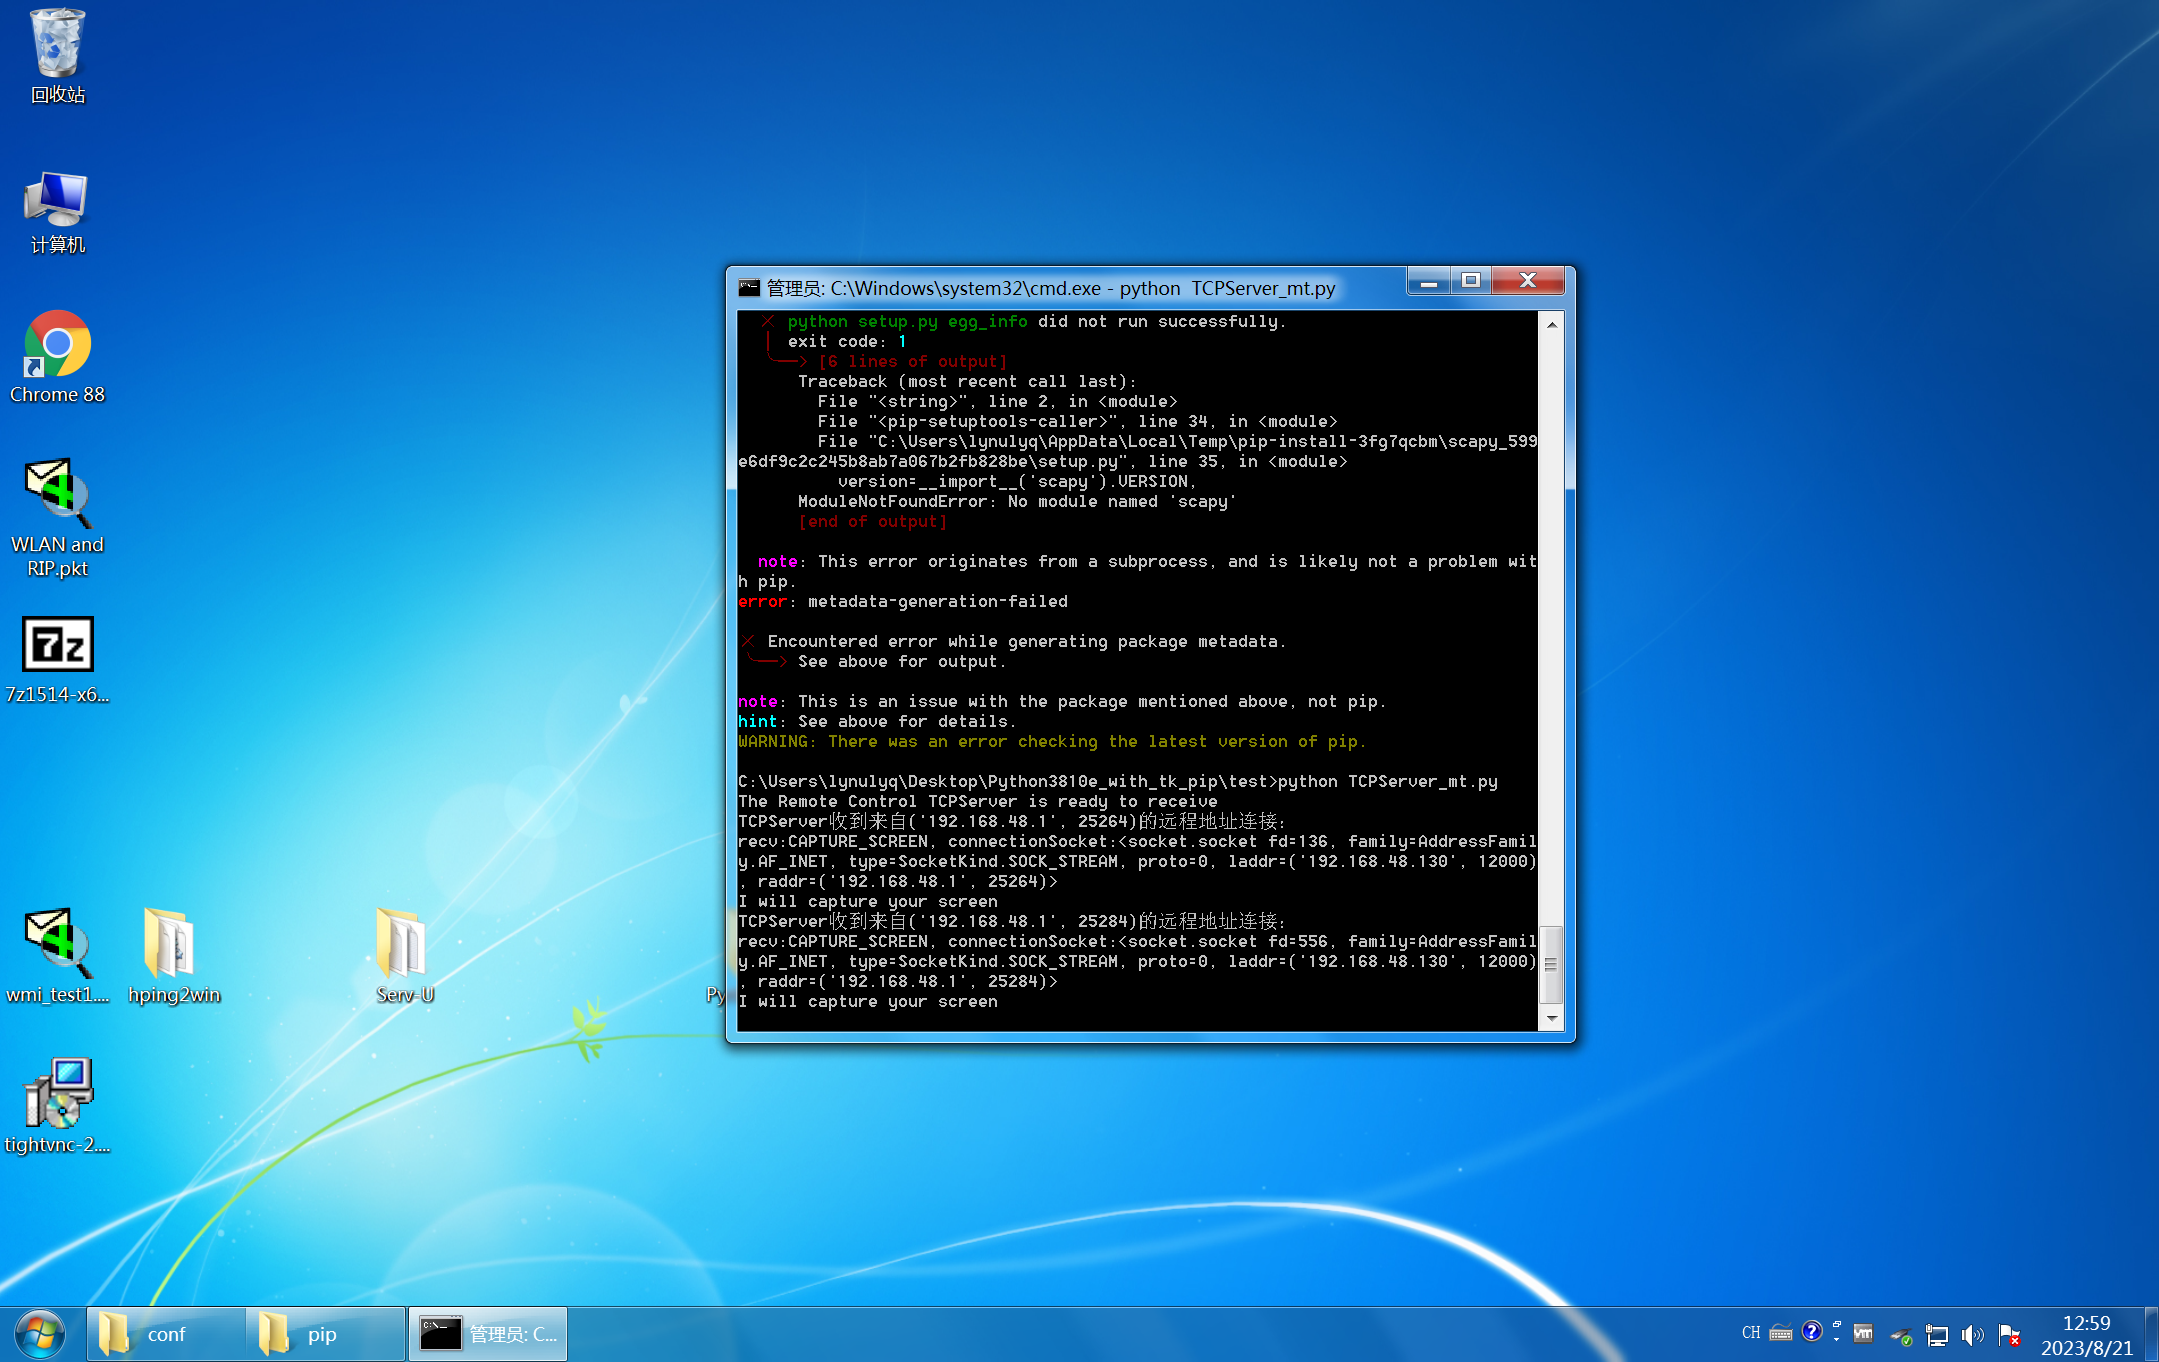 回收站
计算机
Chrome 88
WLAN and
RIP.pkt
7z
7z1514-x6...
wmi_test1....
hping2win
Serv-U
Py
tightvnc-2....
管理员: C:\Windows\system32\cmd.exe - python  TCPServer_mt.py
× python setup.py egg_info did not run successfully.
│ exit code: 1
╰─> [6 lines of output]
Traceback (most recent call last):
File "<string>", line 2, in <module>
File "<pip-setuptools-caller>", line 34, in <module>
File "C:\Users\lynulyq\AppData\Local\Temp\pip-install-3fg7qcbm\scapy_599
e6df9c2c245b8ab7a067b2fb828be\setup.py", line 35, in <module>
version=__import__('scapy').VERSION,
ModuleNotFoundError: No module named 'scapy'
[end of output]
note: This error originates from a subprocess, and is likely not a problem wit
h pip.
error: metadata-generation-failed
× Encountered error while generating package metadata.
╰─> See above for output.
note: This is an issue with the package mentioned above, not pip.
hint: See above for details.
WARNING: There was an error checking the latest version of pip.
C:\Users\lynulyq\Desktop\Python3810e_with_tk_pip\test>python TCPServer_mt.py
The Remote Control TCPServer is ready to receive
TCPServer收到来自('192.168.48.1', 25264)的远程地址连接:
recv:CAPTURE_SCREEN, connectionSocket:<socket.socket fd=136, family=AddressFamil
y.AF_INET, type=SocketKind.SOCK_STREAM, proto=0, laddr=('192.168.48.130', 12000)
, raddr=('192.168.48.1', 25264)>
I will capture your screen
TCPServer收到来自('192.168.48.1', 25284)的远程地址连接:
recv:CAPTURE_SCREEN, connectionSocket:<socket.socket fd=556, family=AddressFamil
y.AF_INET, type=SocketKind.SOCK_STREAM, proto=0, laddr=('192.168.48.130', 12000)
, raddr=('192.168.48.1', 25284)>
I will capture your screen
conf
pip
管理员: C...
CH
vm
12:59
2023/8/21